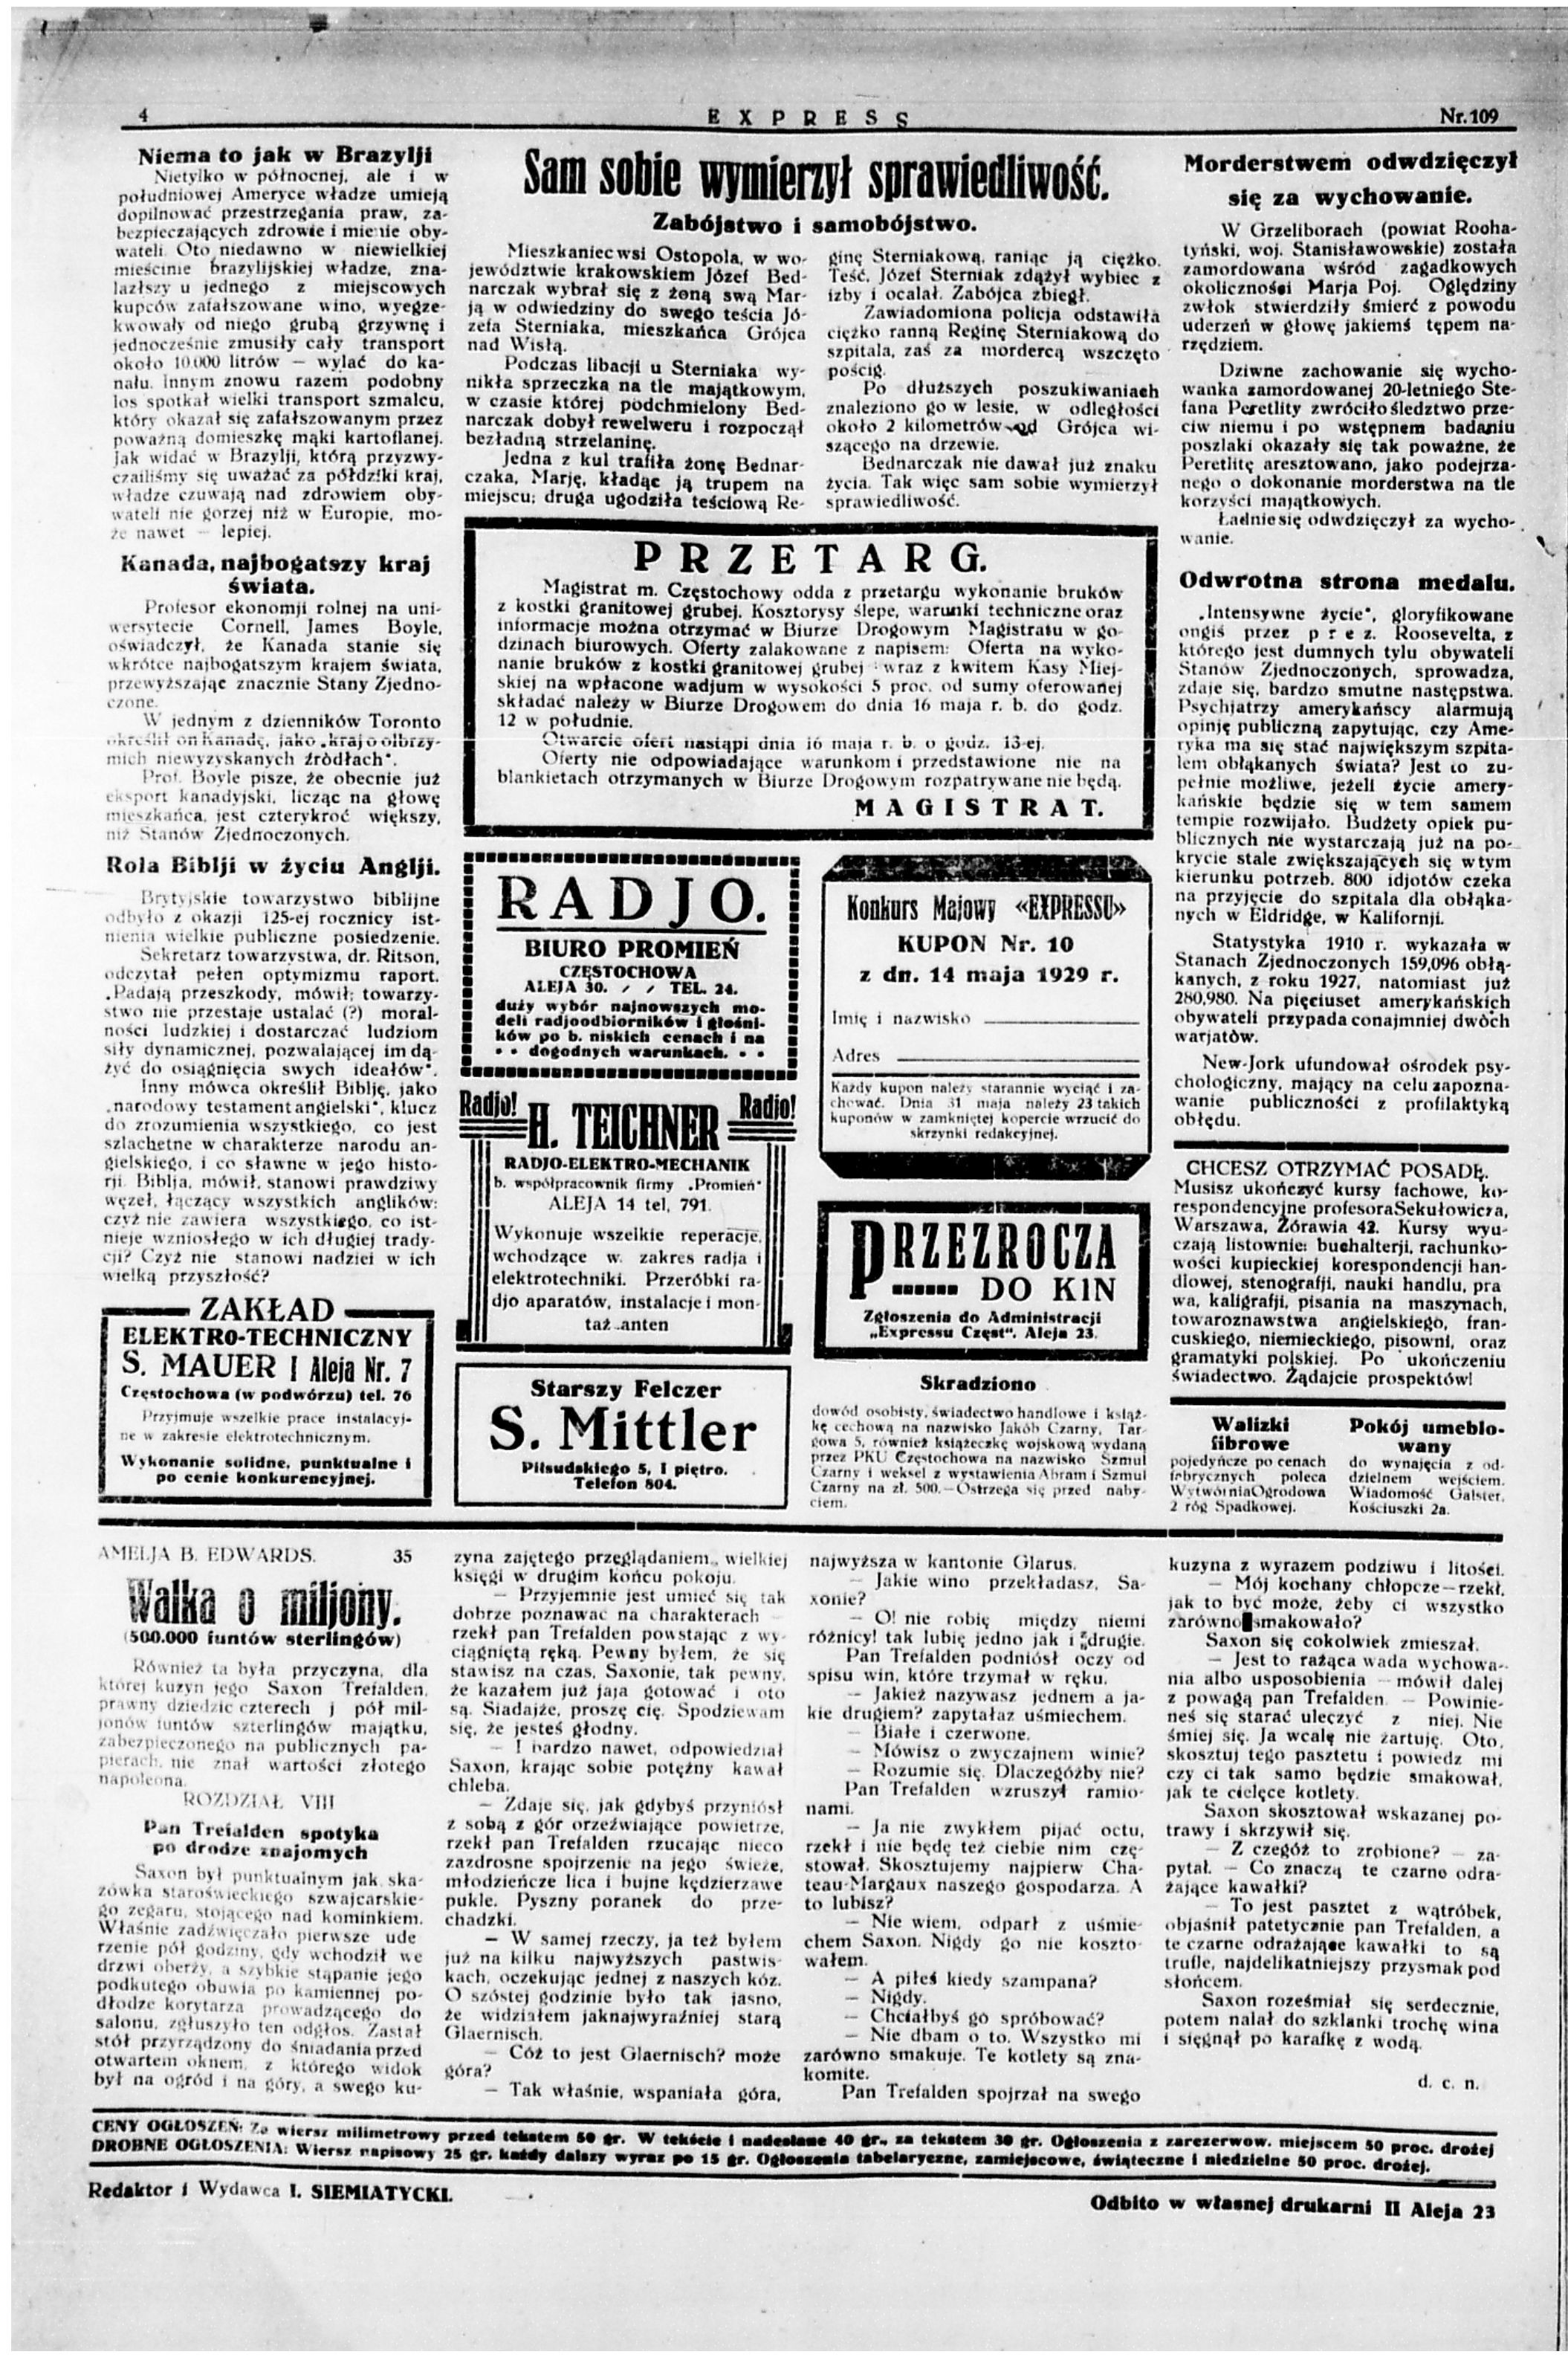 4
EXPRESS
Nr. 109
Niema to jak w Brazylji
Nietylko w północnej, ale i w
południowej Ameryce władze umieją
dopilnować przestrzegania praw, za-
bezpieczających zdrowie i mienie oby-
wateli. Oto niedawno w niewielkiej
mieścinie brazylijskiej władze, zna-
lazłszy u jednego z miejscowych
kupców zafałszowane wino, wyegze-
kwowały od niego grubą grzywnę i
jednocześnie zmusiły cały transport
około 10.000 litrów — wylać do ka-
nału. Innym znowu razem podobny
los spotkał wielki transport szmalcu,
który okazał się zafałszowanym przez
poważną domieszkę mąki kartoflanej.
Jak widać w Brazylji, którą przyzwy-
czailiśmy się uważać za półdziki kraj,
władze czuwają nad zdrowiem oby-
wateli nie gorzej niż w Europie, mo-
że nawet — lepiej.
Kanada, najbogatszy kraj
świata.
Profesor ekonomji rolnej na uni-
wersytecie Cornell, James Boyle,
oświadczył, że Kanada stanie się
wkrótce najbogatszym krajem świata,
przewyższając znacznie Stany Zjedno-
czone.
W jednym z dzienników Toronto
określił on Kanadę, jako „kraj o olbrzy-
mich niewyzyskanych źródłach".
Prof. Boyle pisze, że obecnie już
eksport kanadyjski, licząc na głowę
mieszkańca, jest czterykroć większy,
niż Stanów Zjednoczonych.
Rola Biblji w życiu Anglji.
Brytyjskie towarzystwo biblijne
odbyło z okazji 125-ej rocznicy ist-
nienia wielkie publiczne posiedzenie.
Sekretarz towarzystwa, dr. Ritson,
odczytał pełen optymizmu raport.
„Padają przeszkody, mówił; towarzy-
stwo nie przestaje ustalać (?) moral-
ności ludzkiej i dostarczać ludziom
siły dynamicznej, pozwalającej im dą-
żyć do osiągnięcia swych ideałów".
Inny mówca określił Biblję, jako
„narodowy testament angielski", klucz
do zrozumienia wszystkiego, co jest
szlachetne w charakterze narodu an-
gielskiego, i co sławne w jego histo-
rji. Biblja, mówił, stanowi prawdziwy
węzeł, łączący wszystkich anglików:
czyż nie zawiera wszystkiego, co ist-
nieje wzniosłego w ich długiej trady-
cji? Czyż nie stanowi nadziei w ich
wielką przyszłość?
ZAKŁAD
ELEKTRO-TECHNICZNY
S. MAUER I Aleja Nr. 7
Częstochowa (w podwórzu) tel. 76
Przyjmuje wszelkie prace instalacyj-
ne w zakresie elektrotechnicznym.
Wykonanie solidne, punktualne i
po cenie konkurencyjnej.
Sam sobie wymierzył sprawiedliwość.
Zabójstwo i samobójstwo.
Mieszkaniec wsi Ostopola, w wo-
jewództwie krakowskiem Józef Bed-
narczak wybrał się z żoną swą Mar-
ją w odwiedziny do swego teścia Jó-
zefa Sterniaka, mieszkańca Grójca
nad Wisłą.
Podczas libacji u Sterniaka wy-
nikła sprzeczka na tle majątkowym,
w czasie której podchmielony Bed-
narczak dobył rewelweru i rozpoczął
bezładną strzelaninę.
Jedna z kul trafiła żonę Bednar-
czaka, Marję, kładąc ją trupem na
miejscu; druga ugodziła teściową Re-
ginę Sterniakową, raniąc ją ciężko.
Teść, Józef Sterniak zdążył wybiec z
izby i ocalał. Zabójca zbiegł.
Zawiadomiona policja odstawiła
ciężko ranną Reginę Sterniakową do
szpitala, zaś za mordercą wszczęto
pościg.
Po dłuższych poszukiwaniach
znaleziono go w lesie, w odległości
około 2 kilometrów od Grójca wi-
szącego na drzewie.
Bednarczak nie dawał już znaku
życia. Tak więc sam sobie wymierzył
sprawiedliwość.
PRZETARG.
Magistrat m. Częstochowy odda z przetargu wykonanie bruków
z kostki granitowej grubej. Kosztorysy ślepe, warunki techniczne oraz
informacje można otrzymać w Biurze Drogowym Magistratu w go-
dzinach biurowych. Oferty zalakowane z napisem: Oferta na wyko-
nanie bruków z kostki granitowej grubej wraz z kwitem Kasy Miej-
skiej na wpłacone wadjum w wysokości 5 proc. od sumy oferowanej
składać należy w Biurze Drogowem do dnia 16 maja r. b. do godz.
12 w południe.
Otwarcie ofert nastąpi dnia 16 maja r. b. o godz. 13-ej.
Oferty nie odpowiadające warunkom i przedstawione nie na
blankietach otrzymanych w Biurze Drogowym rozpatrywane nie będą.
MAGISTRAT.
RADJO.
BIURO PROMIEŃ
CZĘSTOCHOWA
ALEJA 30. / / TEL. 24.
duży wybór najnowszych mo-
deli radjoodbiorników i głośni-
ków po b. niskich cenach i na
• • dogodnych warunkach. • •
Radjo! H. TEICHNER Radjo!
RADJO-ELEKTRO-MECHANIK
b. współpracownik firmy „Promień"
ALEJA 14 tel, 791.
Wykonuje wszelkie reperacje,
wchodzące w. zakres radja i
elektrotechniki. Przeróbki ra-
djo aparatów, instalacje i mon-
taż anten
Starszy Felczer
S. Mittler
Piłsudskiego 5, I piętro.
Telefon 804.
Konkurs Majowy «EXPRESSU»
KUPON Nr. 10
z dn. 14 maja 1929 r.
Imię i nazwisko
Adres
Każdy kupon należy starannie wyciąć i za-
chować. Dnia 31 maja należy 23 takich
kuponów w zamkniętej kopercie wrzucić do
skrzynki redakcyjnej.
PRZEZROCZA
DO KIN
Zgłoszenia do Administracji
„Expressu Częst". Aleja 23.
Skradziono
dowód osobisty, świadectwo handlowe i książ-
kę cechową na nazwisko Jakób Czarny, Tar-
gowa 5, również książeczkę wojskową wydaną
przez PKU Częstochowa na nazwisko Szmul
Czarny i weksel z wystawienia Abram i Szmul
Czarny na zł. 500.—Ostrzega się przed naby-
ciem.
Morderstwem odwdzięczył
się za wychowanie.
W Grzeliborach (powiat Rooha-
tyński, woj. Stanisławowskie) została
zamordowana wśród zagadkowych
okoliczności Marja Poj. Oględziny
zwłok stwierdziły śmierć z powodu
uderzeń w głowę jakiemś tępem na-
rzędziem.
Dziwne zachowanie się wycho-
wanka zamordowanej 20-letniego Ste-
fana Peretlity zwróciło śledztwo prze-
ciw niemu i po wstępnem badaniu
poszlaki okazały się tak poważne, że
Peretlitę aresztowano, jako podejrza-
nego o dokonanie morderstwa na tle
korzyści majątkowych.
Ładnie się odwdzięczył za wycho-
wanie.
Odwrotna strona medalu.
„Intensywne życie", gloryfikowane
ongiś przez prez. Roosevelta, z
którego jest dumnych tylu obywateli
Stanów Zjednoczonych, sprowadza,
zdaje się, bardzo smutne następstwa.
Psychjatrzy amerykańscy alarmują
opinję publiczną zapytując, czy Ame-
ryka ma się stać największym szpita-
lem obłąkanych świata? Jest to zu-
pełnie możliwe, jeżeli życie amery-
kańskie będzie się w tem samem
tempie rozwijało. Budżety opiek pu-
blicznych nie wystarczają już na po-
krycie stale zwiększających się w tym
kierunku potrzeb. 800 idjotów czeka
na przyjęcie do szpitala dla obłąka-
nych w Eldridge, w Kalifornji.
Statystyka 1910 r. wykazała w
Stanach Zjednoczonych 159,096 obłą-
kanych, z roku 1927, natomiast już
280,980. Na pięciuset amerykańskich
obywateli przypada conajmniej dwóch
warjatów.
New-Jork ufundował ośrodek psy-
chologiczny, mający na celu zapozna-
wanie publiczności z profilaktyką
obłędu.
CHCESZ OTRZYMAĆ POSADĘ.
Musisz ukończyć kursy fachowe, ko-
respondencyjne profesora Sekułowicza,
Warszawa, Żórawia 42. Kursy wyu-
czają listownie: buchalterji, rachunko-
wości kupieckiej korespondencji han-
dlowej, stenografji, nauki handlu, pra
wa, kaligrafji, pisania na maszynach,
towaroznawstwa angielskiego, fran-
cuskiego, niemieckiego, pisowni, oraz
gramatyki polskiej. Po ukończeniu
świadectwo. Żądajcie prospektów!
Walizki
fibrowe
pojedyńcze po cenach
fabrycznych poleca
Wytwórnia Ogrodowa
2 róg Spadkowej.
Pokój umeblo-
wany
do wynajęcia z od-
dzielnem wejściem.
Wiadomość Galster,
Kościuszki 2a.
AMELJA B. EDWARDS. 35
Walka o miljony.
(500.000 funtów sterlingów)
Również ta była przyczyna, dla
której kuzyn jego Saxon Trefalden,
prawny dziedzic czterech i pół mil-
jonów funtów szterlingów majątku,
zabezpieczonego na publicznych pa-
pierach, nie znał wartości złotego
napoleona.
ROZDZIAŁ VIII
Pan Trefalden spotyka
po drodze znajomych
Saxon był punktualnym jak ska-
zówka staroświeckiego szwajcarskie-
go zegaru, stojącego nad kominkiem.
Właśnie zadźwięczało pierwsze ude
rzenie pół godziny, gdy wchodził we
drzwi oberży, a szybkie stąpanie jego
podkutego obuwia po kamiennej po-
dłodze korytarza prowadzącego do
salonu, zgłuszyło ten odgłos. Zastał
stół przyrządzony do śniadania przed
otwartem oknem, z którego widok
był na ogród i na góry, a swego ku-
zyna zajętego przeglądaniem wielkiej
księgi w drugim końcu pokoju.
— Przyjemnie jest umieć się tak
dobrze poznawać na charakterach —
rzekł pan Trefalden powstając z wy-
ciągniętą ręką. Pewny byłem, że się
stawisz na czas, Saxonie, tak pewny,
że kazałem już jaja gotować i oto
są. Siadajże, proszę cię. Spodziewam
się, że jesteś głodny.
— I bardzo nawet, odpowiedział
Saxon, krając sobie potężny kawał
chleba.
— Zdaje się, jak gdybyś przyniósł
z sobą z gór orzeźwiające powietrze,
rzekł pan Trefalden rzucając nieco
zazdrosne spojrzenie na jego świeże,
młodzieńcze lica i bujne kędzierzawe
pukle. Pyszny poranek do prze-
chadzki.
— W samej rzeczy, ja też byłem
już na kilku najwyższych pastwis-
kach, oczekując jednej z naszych kóz.
O szóstej godzinie było tak jasno,
że widziałem jaknajwyraźniej starą
Glaernisch.
— Cóż to jest Glaernisch? może
góra?
— Tak właśnie, wspaniała góra,
najwyższa w kantonie Glarus.
— Jakie wino przekładasz, Sa-
xonie?
— O! nie robię między niemi
różnicy! tak lubię jedno jak i drugie.
Pan Trefalden podniósł oczy od
spisu win, które trzymał w ręku.
— Jakież nazywasz jednem a ja-
kie drugiem? zapytał z uśmiechem.
— Białe i czerwone.
— Mówisz o zwyczajnem winie?
— Rozumie się. Dlaczegóżby nie?
Pan Trefalden wzruszył ramio-
nami.
— Ja nie zwykłem pijać octu,
rzekł i nie będę też ciebie nim czę-
stował. Skosztujemy najpierw Cha-
teau-Margaux naszego gospodarza. A
to lubisz?
— Nie wiem, odparł z uśmie-
chem Saxon. Nigdy go nie koszto-
wałem.
— A piłeś kiedy szampana?
— Nigdy.
— Chciałbyś go spróbować?
— Nie dbam o to. Wszystko mi
zarówno smakuje. Te kotlety są zna-
komite.
Pan Trefalden spojrzał na swego
kuzyna z wyrazem podziwu i litości.
— Mój kochany chłopcze—rzekł,
jak to być może, żeby ci wszystko
zarówno smakowało?
Saxon się cokolwiek zmieszał.
— Jest to rażąca wada wychowa-
nia albo usposobienia — mówił dalej
z powagą pan Trefalden. — Powinie-
neś się starać uleczyć z niej. Nie
śmiej się. Ja wcalę nie żartuję. Oto,
skosztuj tego pasztetu i powiedz mi
czy ci tak samo będzie smakował,
jak te cielęce kotlety.
Saxon skosztował wskazanej po-
trawy i skrzywił się.
— Z czegóż to zrobione? — za-
pytał. — Co znaczą te czarno odra-
żające kawałki?
— To jest pasztet z wątróbek,
objaśnił patetycznie pan Trefalden, a
te czarne odrażające kawałki to są
trufle, najdelikatniejszy przysmak pod
słońcem.
Saxon roześmiał się serdecznie,
potem nalał do szklanki trochę wina
i sięgnął po karafkę z wodą.
d. c. n.
CENY OGŁOSZEŃ: Za wiersz milimetrowy przed tekstem 50 gr. W tekście i nadesłane 40 gr., za tekstem 30 gr. Ogłoszenia z zarezerwow. miejscem 50 proc. drożej
DROBNE OGŁOSZENIA: Wiersz napisowy 25 gr. każdy dalszy wyraz po 15 gr. Ogłoszenia tabelaryczne, zamiejscowe, świąteczne i niedzielne 50 proc. drożej.
Redaktor i Wydawca I. SIEMIATYCKI.
Odbito w własnej drukarni II Aleja 23